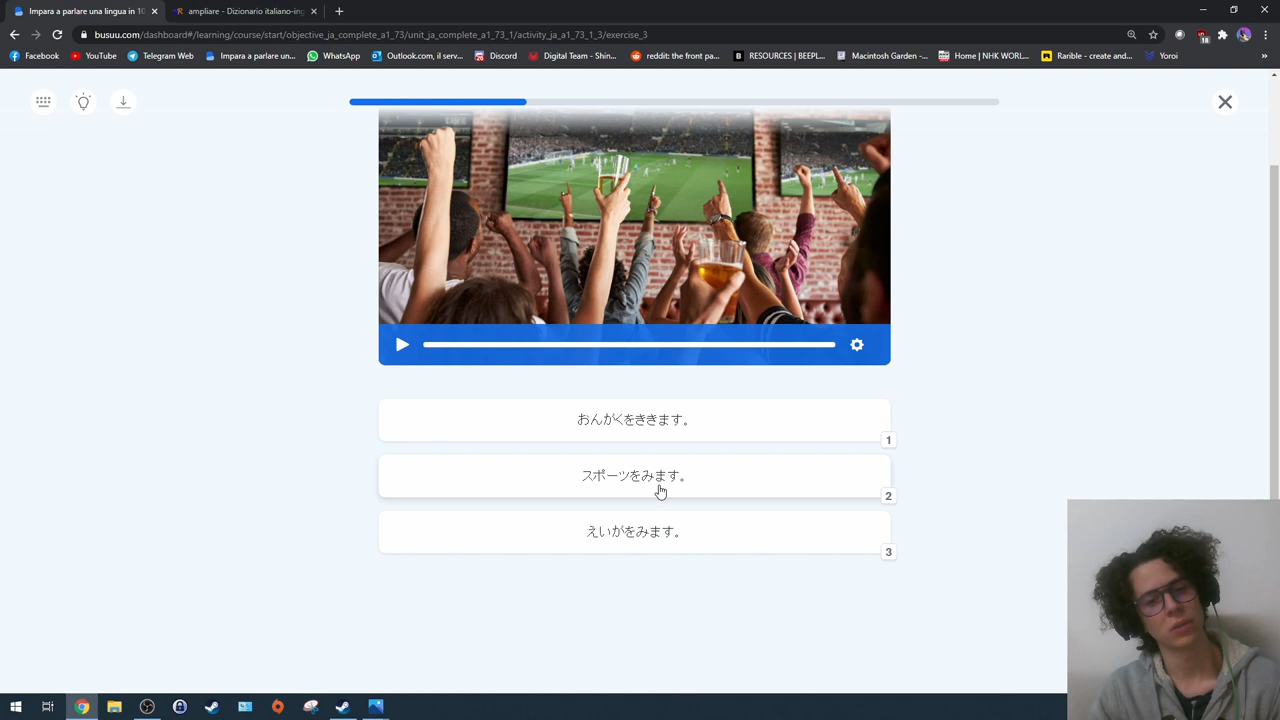 Impara a parlare una lingua in 10
ampliare - Dizionario italiano-ing
busuu.com/dashboard#/learning/course/start/objective_ja_complete_a1_73/unit_ja_complete_a1_73_1/activity_ja_a1_73_1_3/exercise_3
18
Facebook YouTube Telegram Web Impara a parlare un... WhatsApp Outlook.com, il serv... Discord Digital Team - Shin... RESOURCES | BEEPL... reddit: the front pa... Macintosh Garden -... Home | NHK WORL... Rarible - create and... Yoroi
おんがくをききます。
1
スポーツをみます。
2
えいがをみます。
3